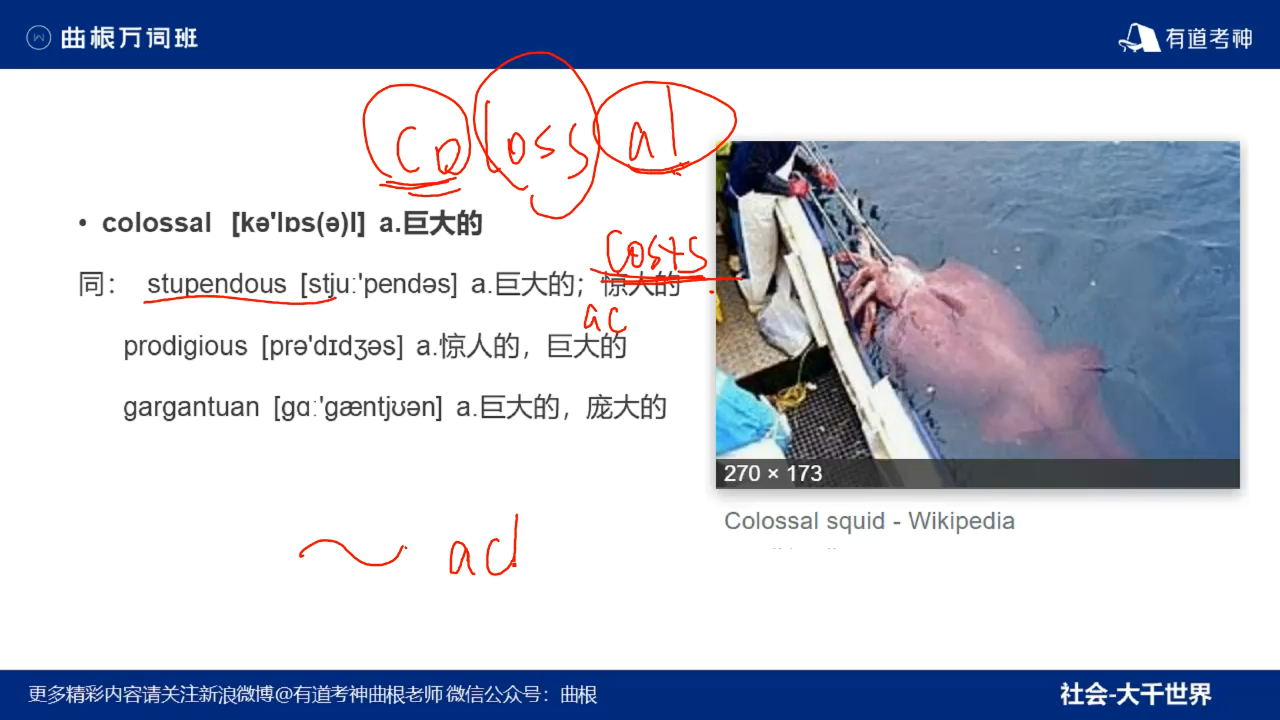 曲根万词班
有道考神
co loss al
• colossal [kə'lɒs(ə)l] a.巨大的
costs
同： stupendous [stjuː'pendəs] a.巨大的；惊大的
ac
prodigious [prə'dɪdʒəs] a.惊人的，巨大的
gargantuan [gɑː'gæntjʊən] a.巨大的，庞大的
270 × 173
Colossal squid - Wikipedia
~ ad
更多精彩内容请关注新浪微博@有道考神曲根老师 微信公众号：曲根
社会-大千世界